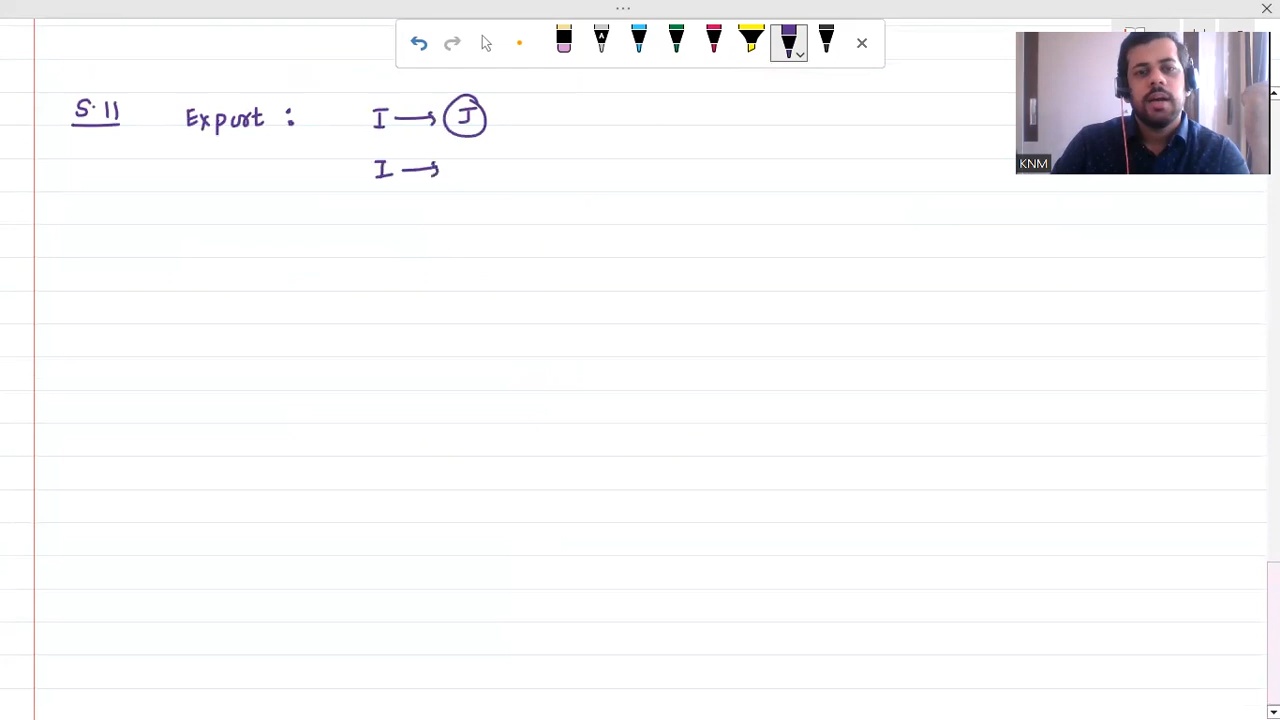 S.11 Export : I → J
I →
KNM